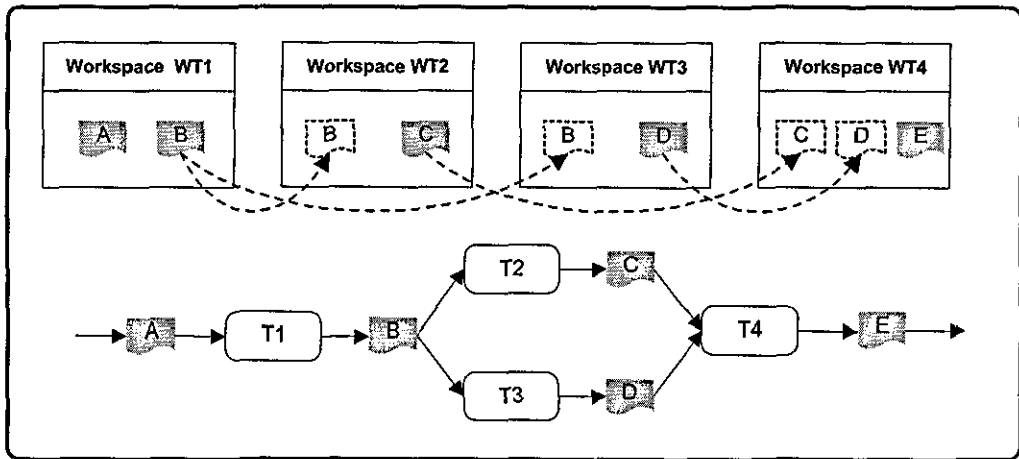 Workspace WT1 Workspace WT2 Workspace WT3 Workspace WT4
A B B C B D C D E
T2 C
A T1 B T4 E
T3 D